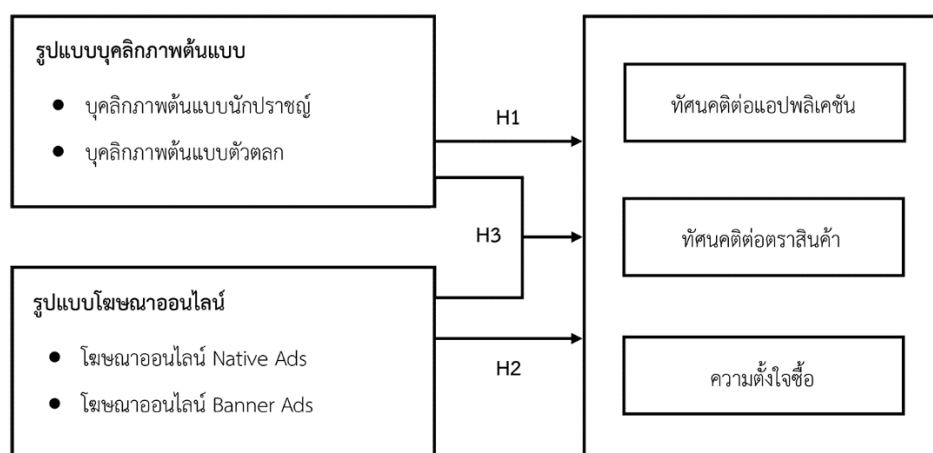 รูปแบบบุคลิกภาพต้นแบบ
● บุคลิกภาพต้นแบบนักปราชญ์
● บุคลิกภาพต้นแบบตัวตลก
H1
H3
รูปแบบโฆษณาออนไลน์
● โฆษณาออนไลน์ Native Ads
● โฆษณาออนไลน์ Banner Ads
H2
ทัศนคติต่อแอปพลิเคชัน
ทัศนคติต่อตราสินค้า
ความตั้งใจซื้อ